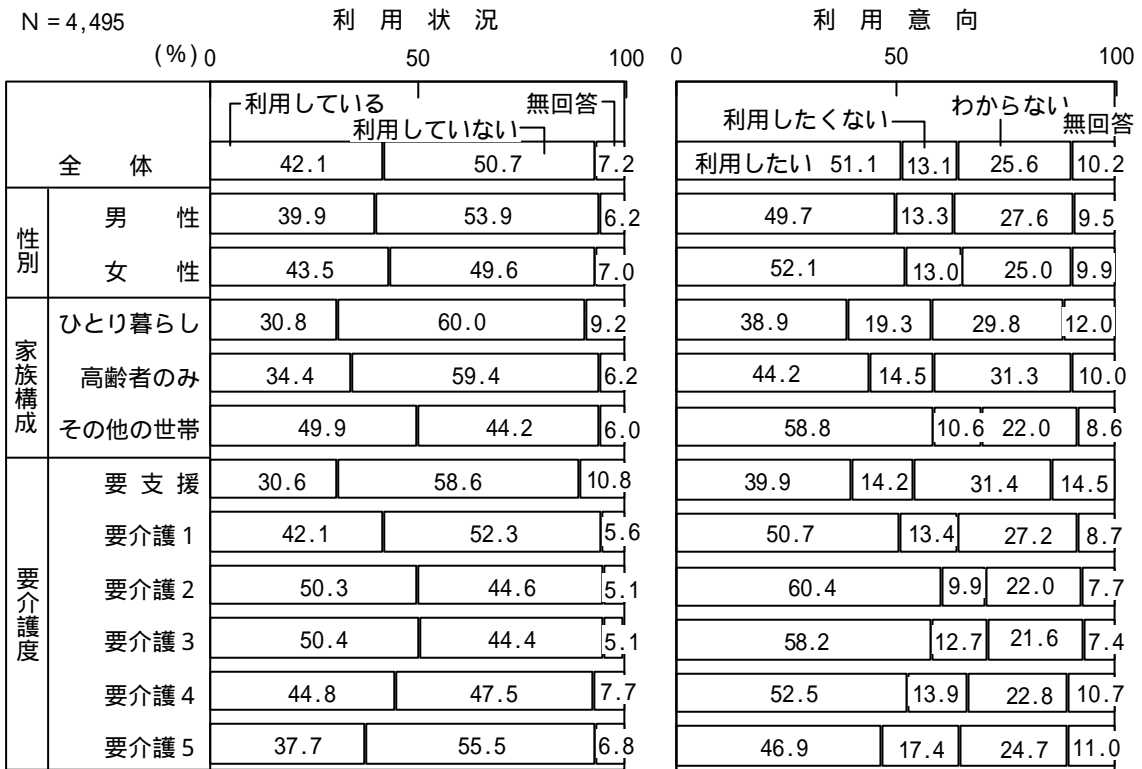 N = 4,495 利用状況 利用意向
(%) 0 50 100 0 50 100
利用している 利用していない 無回答 利用したくない わからない 無回答
全体 42.1 50.7 7.2 利用したい 51.1 13.1 25.6 10.2
性別
男性 39.9 53.9 6.2 49.7 13.3 27.6 9.5
女性 43.5 49.6 7.0 52.1 13.0 25.0 9.9
家族構成
ひとり暮らし 30.8 60.0 9.2 38.9 19.3 29.8 12.0
高齢者のみ 34.4 59.4 6.2 44.2 14.5 31.3 10.0
その他の世帯 49.9 44.2 6.0 58.8 10.6 22.0 8.6
要介護度
要支援 30.6 58.6 10.8 39.9 14.2 31.4 14.5
要介護1 42.1 52.3 5.6 50.7 13.4 27.2 8.7
要介護2 50.3 44.6 5.1 60.4 9.9 22.0 7.7
要介護3 50.4 44.4 5.1 58.2 12.7 21.6 7.4
要介護4 44.8 47.5 7.7 52.5 13.9 22.8 10.7
要介護5 37.7 55.5 6.8 46.9 17.4 24.7 11.0